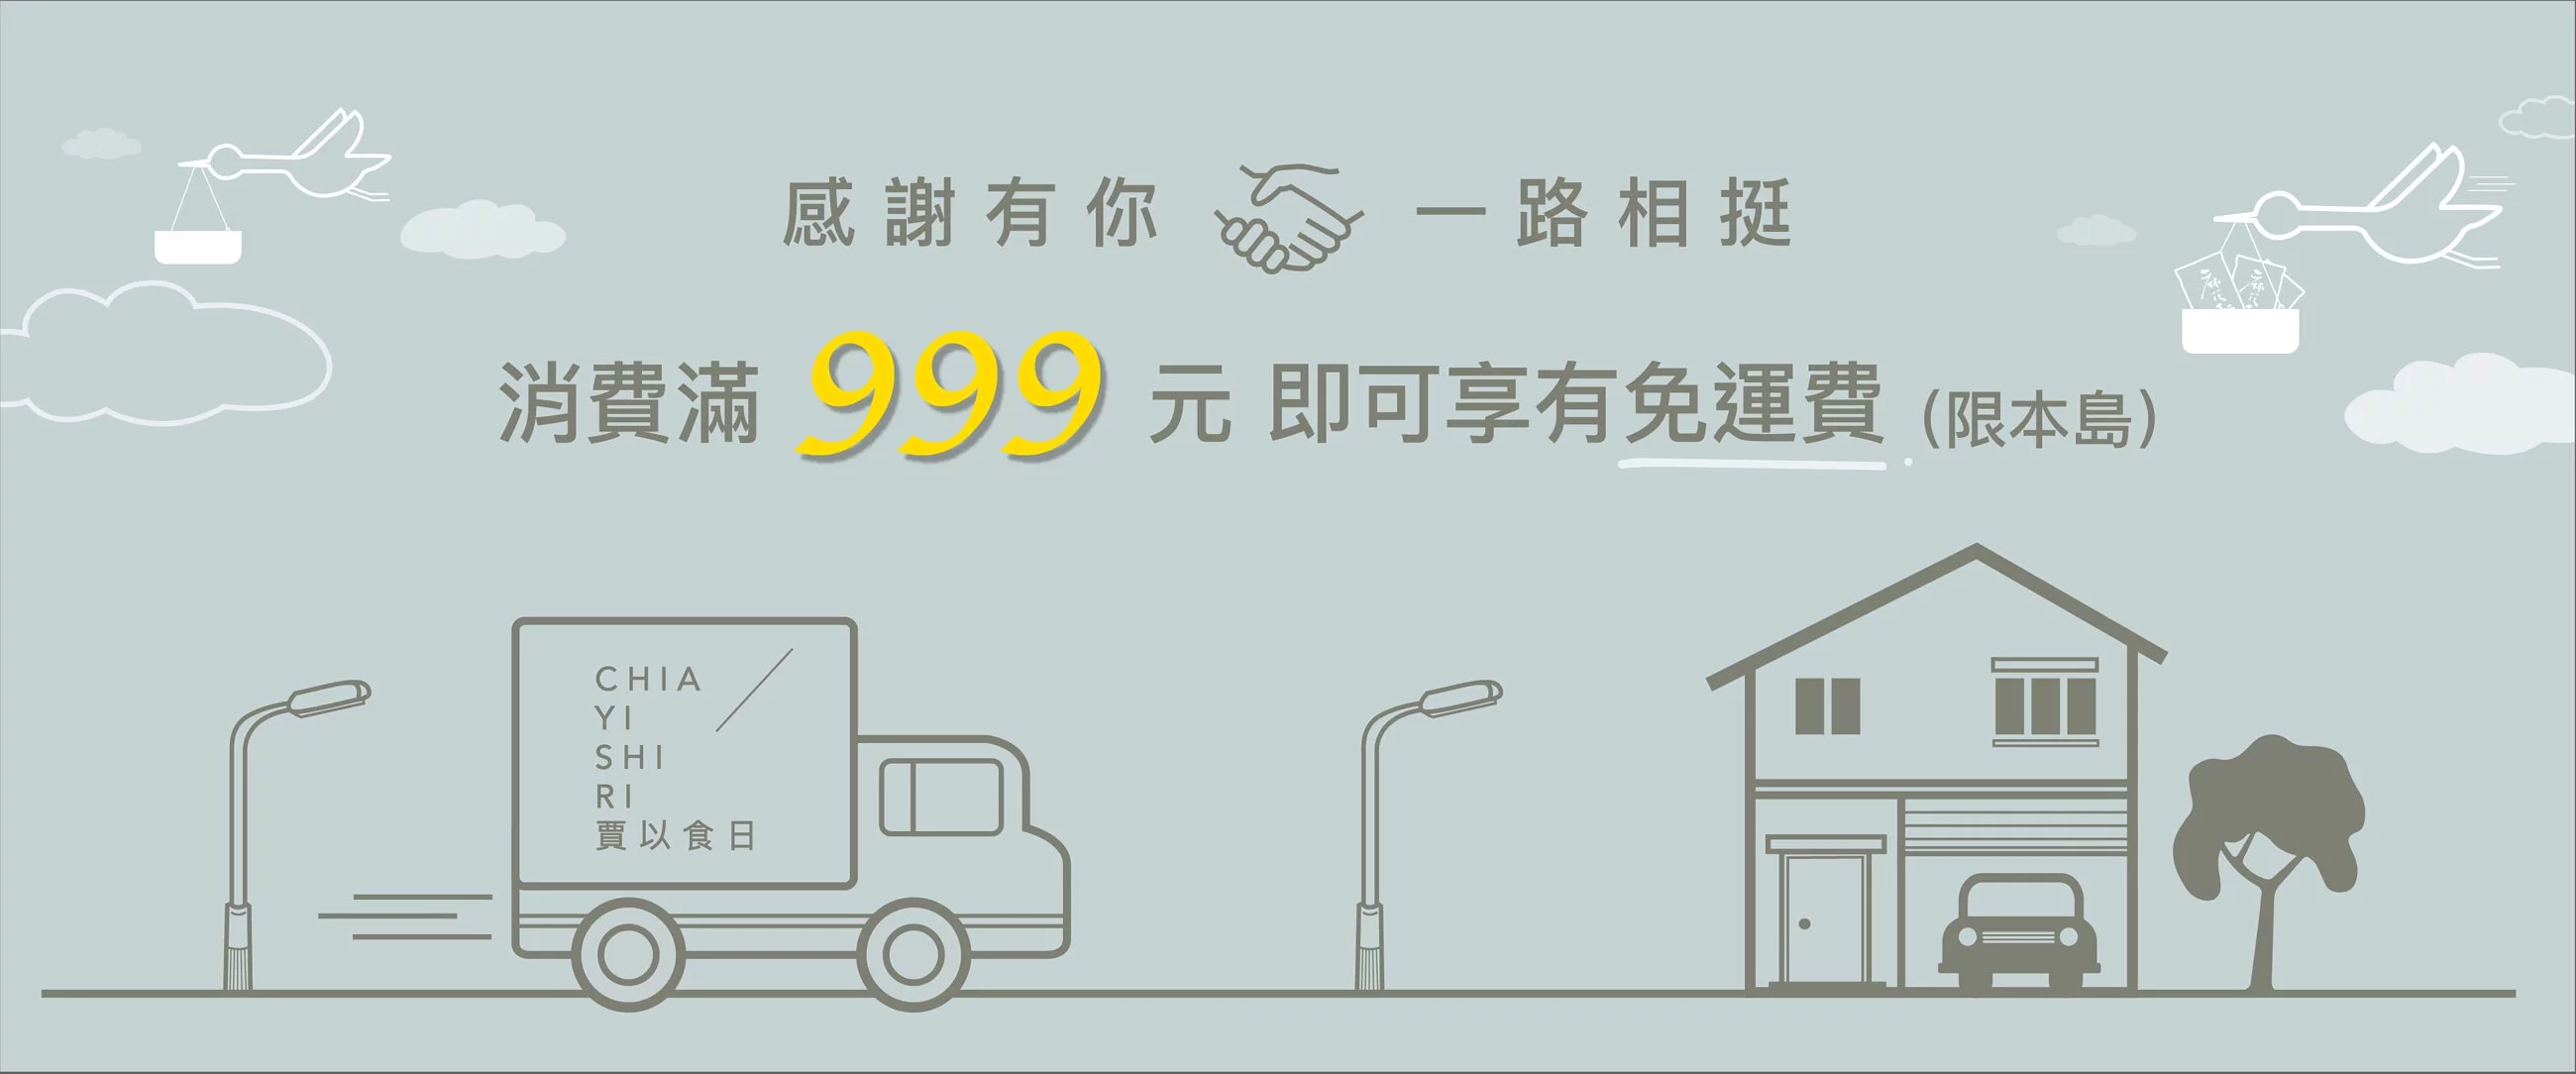 感謝有你 一路相挺
消費滿 999 元 即可享有免運費 (限本島)
CHIA
YI
SHI
RI
賈以食日